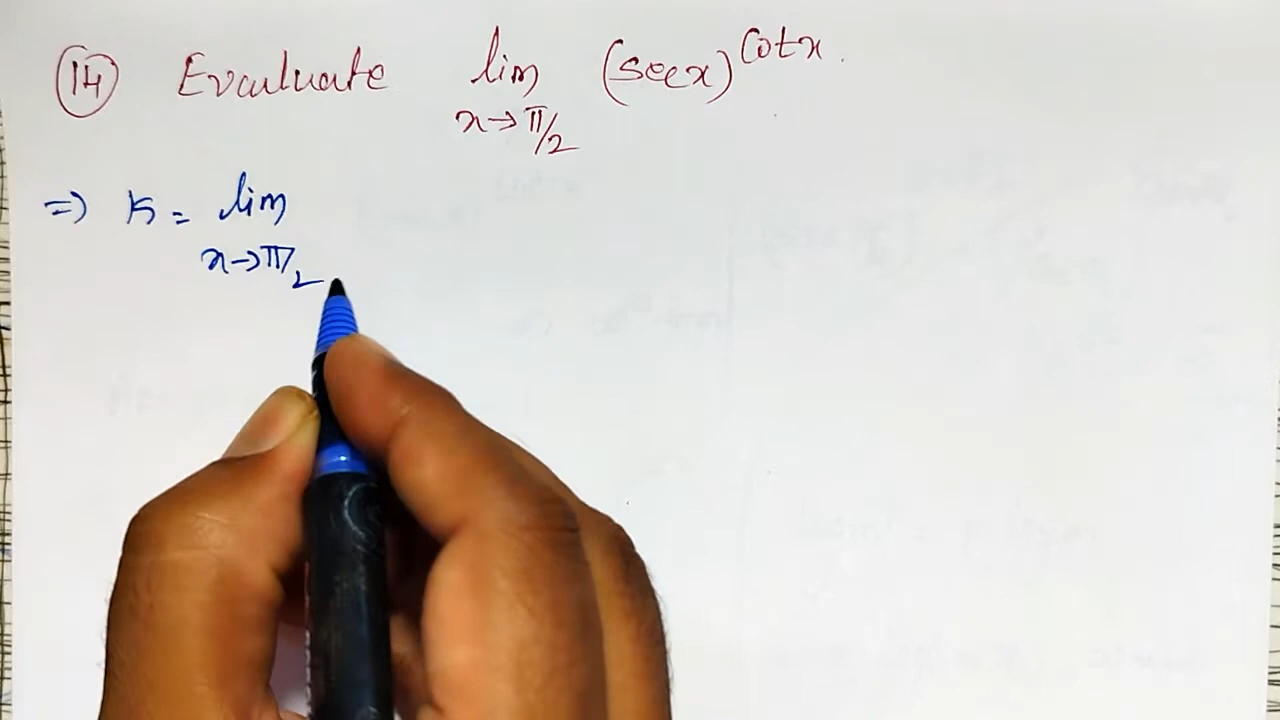 (14) Evaluate lim (secx)^cotx.
x→π/2
=> K = lim
x→π/2